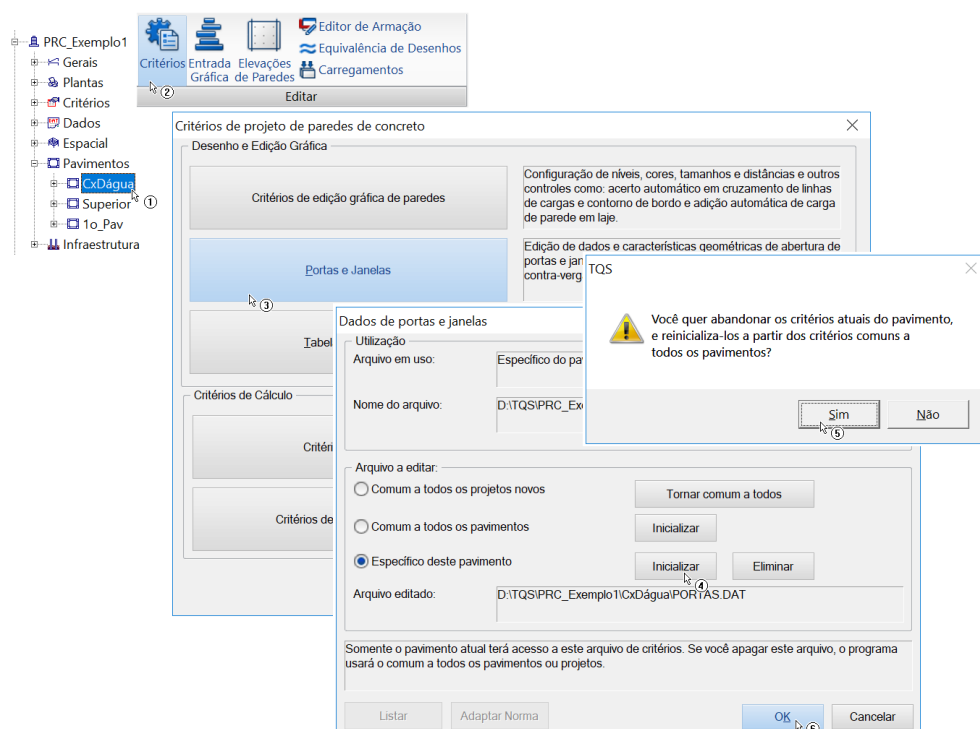 PRC_Exemplo1
Gerais
Plantas
Critérios
Dados
Espacial
Pavimentos
CxDágua
①
Superior
1o_Pav
Infraestrutura
Critérios
②
Entrada
Gráfica
Elevações
de Paredes
Editor de Armação
Equivalência de Desenhos
Carregamentos
Editar
Critérios de projeto de paredes de concreto
Desenho e Edição Gráfica
Critérios de edição gráfica de paredes
Configuração de níveis, cores, tamanhos e distâncias e outros
controles como: acerto automático em cruzamento de linhas
de cargas e contorno de bordo e adição automática de carga
de parede em laje.
Portas e Janelas
③
Edição de dados e características geométricas de abertura de
portas e jan
contra-verg
Tabel
Critérios de Cálculo
Critéri
Critérios de
TQS
Você quer abandonar os critérios atuais do pavimento,
e reinicializa-los a partir dos critérios comuns a
todos os pavimentos?
Sim
⑤
Não
Dados de portas e janelas
Utilização
Arquivo em uso:
Específico do pa
Nome do arquivo:
D:\TQS\PRC_Ex
Arquivo a editar:
Comum a todos os projetos novos
Tornar comum a todos
Comum a todos os pavimentos
Inicializar
Específico deste pavimento
Inicializar
④
Eliminar
Arquivo editado:
D:\TQS\PRC_Exemplo1\CxDágua\PORTAS.DAT
Somente o pavimento atual terá acesso a este arquivo de critérios. Se você apagar este arquivo, o programa
usará o comum a todos os pavimentos ou projetos.
Listar
Adaptar Norma
OK
Cancelar